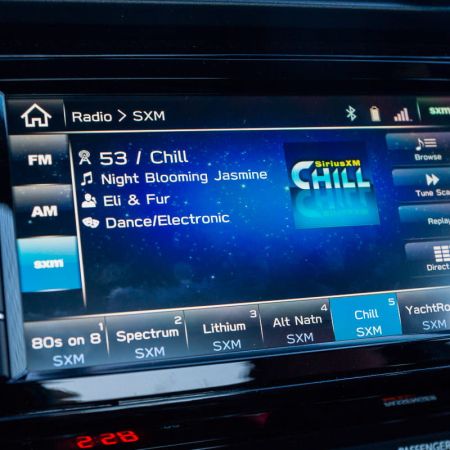 Radio > SXM
sxm
FM
53 / Chill
Night Blooming Jasmine
Eli & Fur
Dance/Electronic
SiriusXM
CHILL
Browse
Tune Sca
Replay
Direct
AM
sxm
80s on 8 1
SXM
Spectrum 2
SXM
Lithium 3
SXM
Alt Natn 4
SXM
Chill 5
SXM
YachtRo
SXM
2:28
PASSENGER